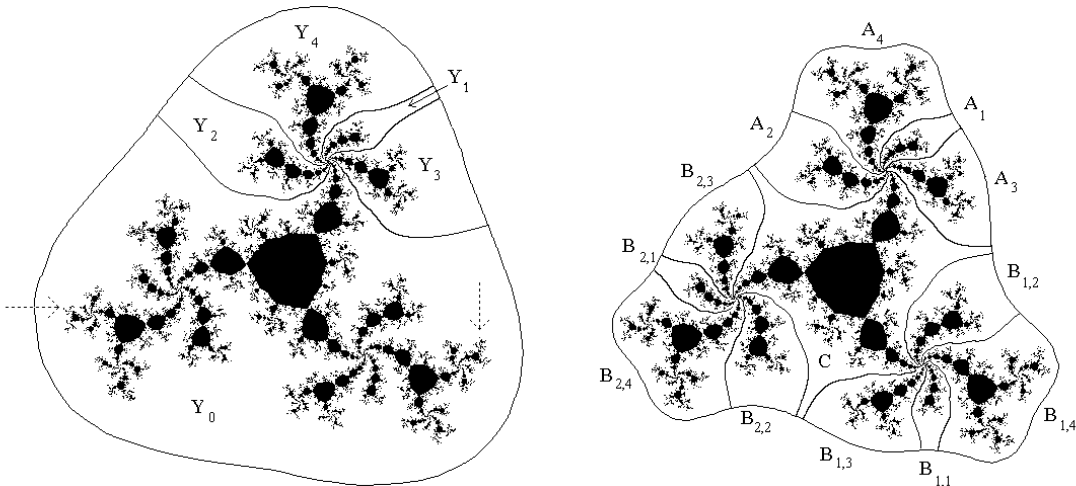 Y₄
Y₁
Y₂
Y₃
Y₀
A₄
A₁
A₂
A₃
B₂,₃
B₂,₁
B₁,₂
C
B₂,₄
B₂,₂
B₁,₄
B₁,₃
B₁,₁